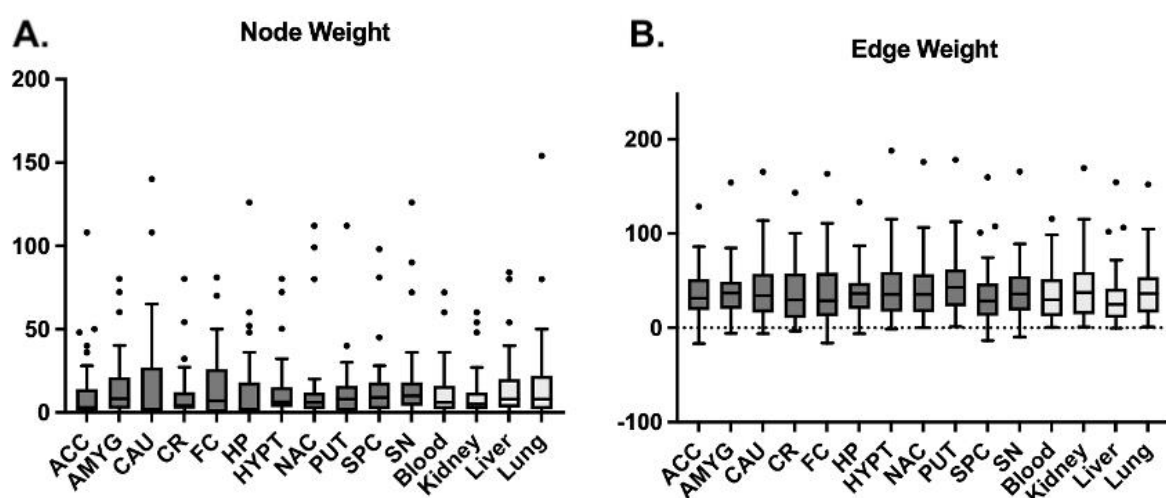 A.
Node Weight
200
150
100
50
0
ACC
AMYG
CAU
CR
FC
HP
HYPT
NAC
PUT
SPC
SN
Blood
Kidney
Liver
Lung
B.
Edge Weight
200
100
0
-100
ACC
AMYG
CAU
CR
FC
HP
HYPT
NAC
PUT
SPC
SN
Blood
Kidney
Liver
Lung